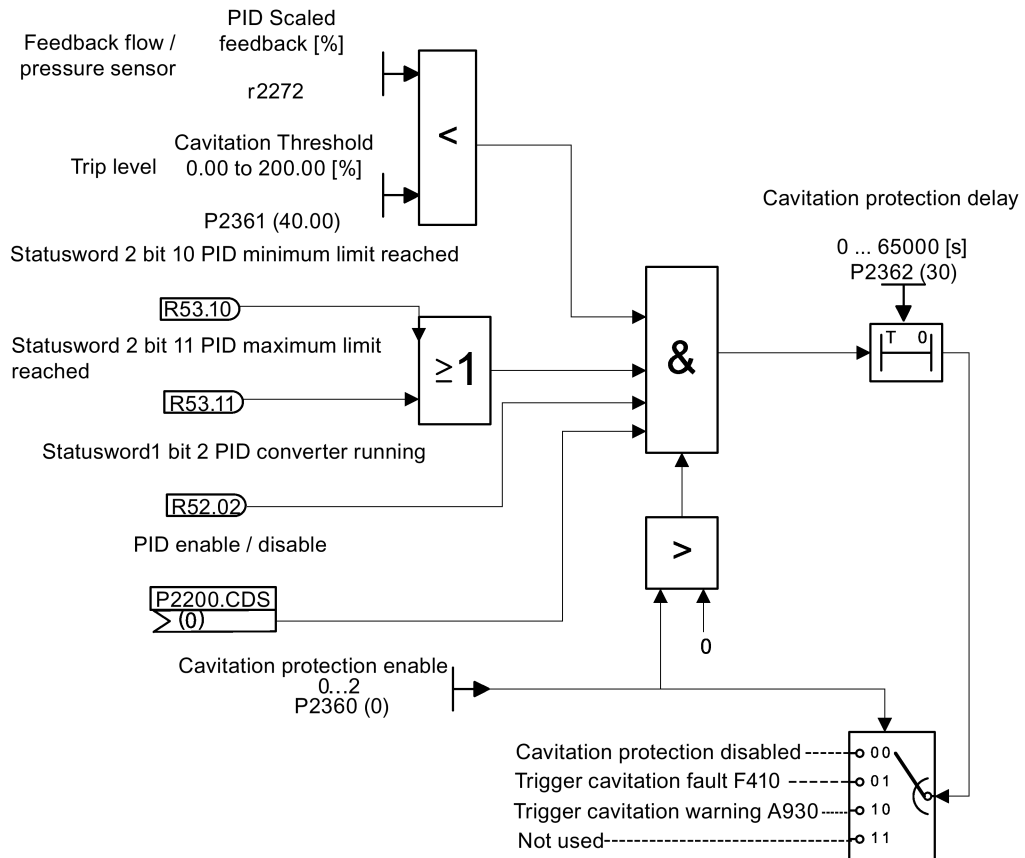 PID Scaled
feedback [%]
Feedback flow /
pressure sensor
r2272
<
Cavitation Threshold
0.00 to 200.00 [%]
Trip level
P2361 (40.00)
Statusword 2 bit 10 PID minimum limit reached
R53.10
Statusword 2 bit 11 PID maximum limit
reached
≥1
R53.11
Statusword1 bit 2 PID converter running
R52.02
PID enable / disable
P2200.CDS
(0)
&
>
0
Cavitation protection delay
0 ... 65000 [s]
P2362 (30)
T 0
Cavitation protection enable
0...2
P2360 (0)
Cavitation protection disabled 00
Trigger cavitation fault F410 01
Trigger cavitation warning A930 10
Not used 11